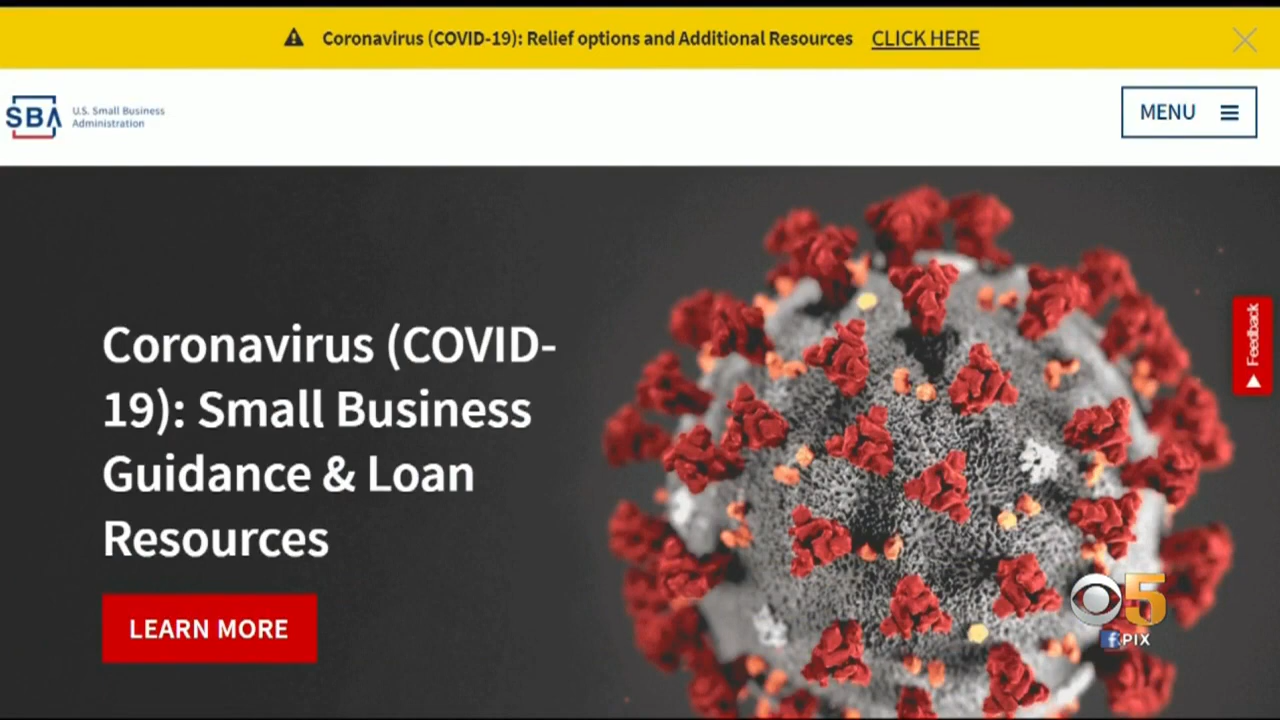 Coronavirus (COVID-19): Relief options and Additional Resources CLICK HERE
SBA
U.S. Small Business
Administration
MENU
Feedback
Coronavirus (COVID-
19): Small Business
Guidance & Loan
Resources
LEARN MORE
5
f PIX